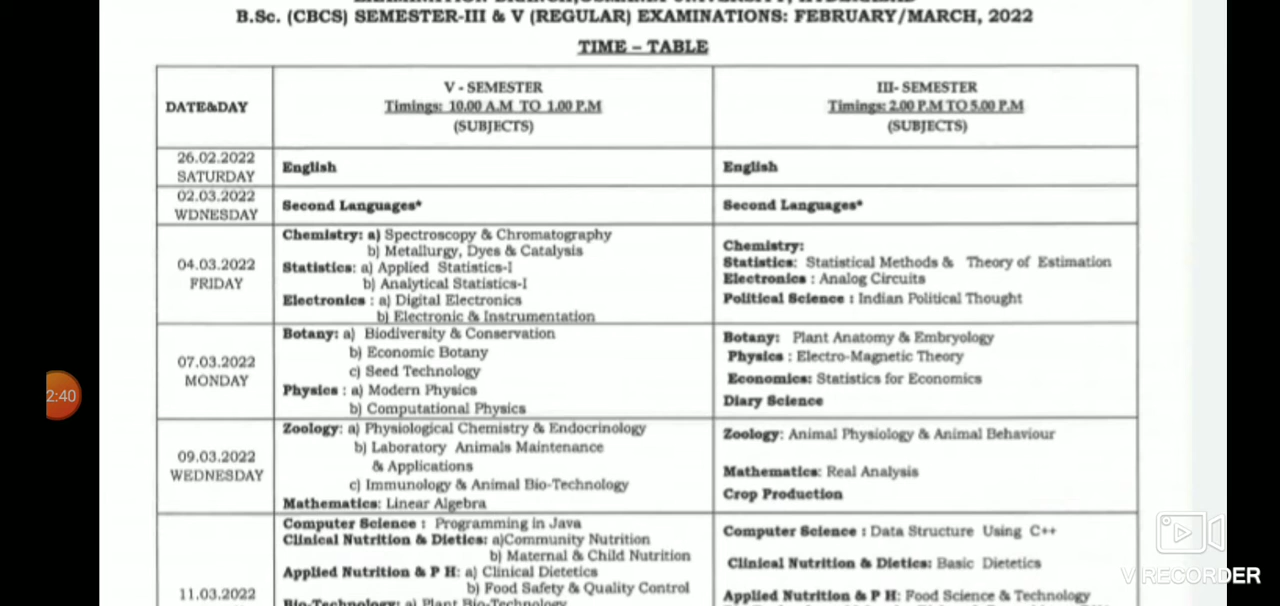 B.Sc. (CBCS) SEMESTER-III & V (REGULAR) EXAMINATIONS: FEBRUARY/MARCH, 2022
TIME – TABLE
DATE&DAY
V - SEMESTER
Timings: 10.00 A.M TO 1.00 P.M
(SUBJECTS)
III- SEMESTER
Timings: 2.00 P.M TO 5.00 P.M
(SUBJECTS)
26.02.2022
SATURDAY
English
English
02.03.2022
WDNESDAY
Second Languages*
Second Languages*
04.03.2022
FRIDAY
Chemistry: a) Spectroscopy & Chromatography
b) Metallurgy, Dyes & Catalysis
Statistics: a) Applied Statistics-I
b) Analytical Statistics-I
Electronics : a) Digital Electronics
b) Electronic & Instrumentation
Chemistry:
Statistics: Statistical Methods & Theory of Estimation
Electronics : Analog Circuits
Political Science : Indian Political Thought
07.03.2022
MONDAY
Botany: a) Biodiversity & Conservation
b) Economic Botany
c) Seed Technology
Physics : a) Modern Physics
b) Computational Physics
Botany: Plant Anatomy & Embryology
Physics : Electro-Magnetic Theory
Economics: Statistics for Economics
Diary Science
09.03.2022
WEDNESDAY
Zoology: a) Physiological Chemistry & Endocrinology
b) Laboratory Animals Maintenance
& Applications
c) Immunology & Animal Bio-Technology
Mathematics: Linear Algebra
Zoology: Animal Physiology & Animal Behaviour
Mathematics: Real Analysis
Crop Production
11.03.2022
Computer Science : Programming in Java
Clinical Nutrition & Dietics: a)Community Nutrition
b) Maternal & Child Nutrition
Applied Nutrition & P H: a) Clinical Dietetics
b) Food Safety & Quality Control
Bio-Technology: a) Plant Bio-Technology
Computer Science : Data Structure Using C++
Clinical Nutrition & Dietics: Basic Dietetics
Applied Nutrition & P H: Food Science & Technology
2:40
V RECORDER